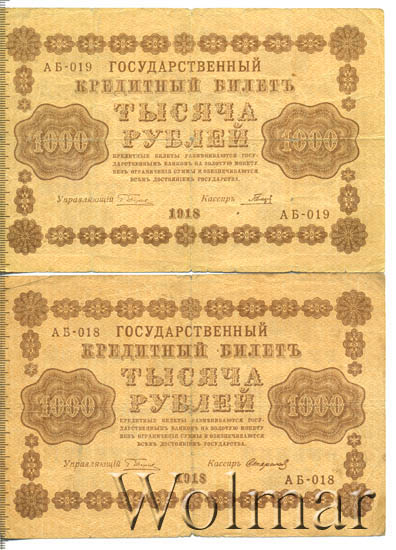 АБ-019 ГОСУДАРСТВЕННЫЙ
КРЕДИТНЫЙ БИЛЕТЪ
ТЫСЯЧА
1000 РУБЛЕЙ 1000
КРЕДИТНЫЕ БИЛЕТЫ РАЗМѢНИВАЮТСЯ ГОСУ-
ДАРСТВЕННЫМЪ БАНКОМЪ НА ЗОЛОТУЮ МОНЕТУ
БЕЗЪ ОГРАНИЧЕНІЯ СУММЫ И ОБЕЗПЕЧИВАЮТСЯ
ВСѢМЪ ДОСТОЯНІЕМЪ ГОСУДАРСТВА.
Управляющій Кассиръ
1918 АБ-019
АБ-018 ГОСУДАРСТВЕННЫЙ
КРЕДИТНЫЙ БИЛЕТЪ
ТЫСЯЧА
1000 РУБЛЕЙ 1000
КРЕДИТНЫЕ БИЛЕТЫ РАЗМѢНИВАЮТСЯ ГОСУ-
ДАРСТВЕННЫМЪ БАНКОМЪ НА ЗОЛОТУЮ МОНЕТУ
БЕЗЪ ОГРАНИЧЕНІЯ СУММЫ И ОБЕЗПЕЧИВАЮТСЯ
ВСѢМЪ ДОСТОЯНІЕМЪ ГОСУДАРСТВА.
Управляющій Кассиръ
1918 АБ-018
Wolmar